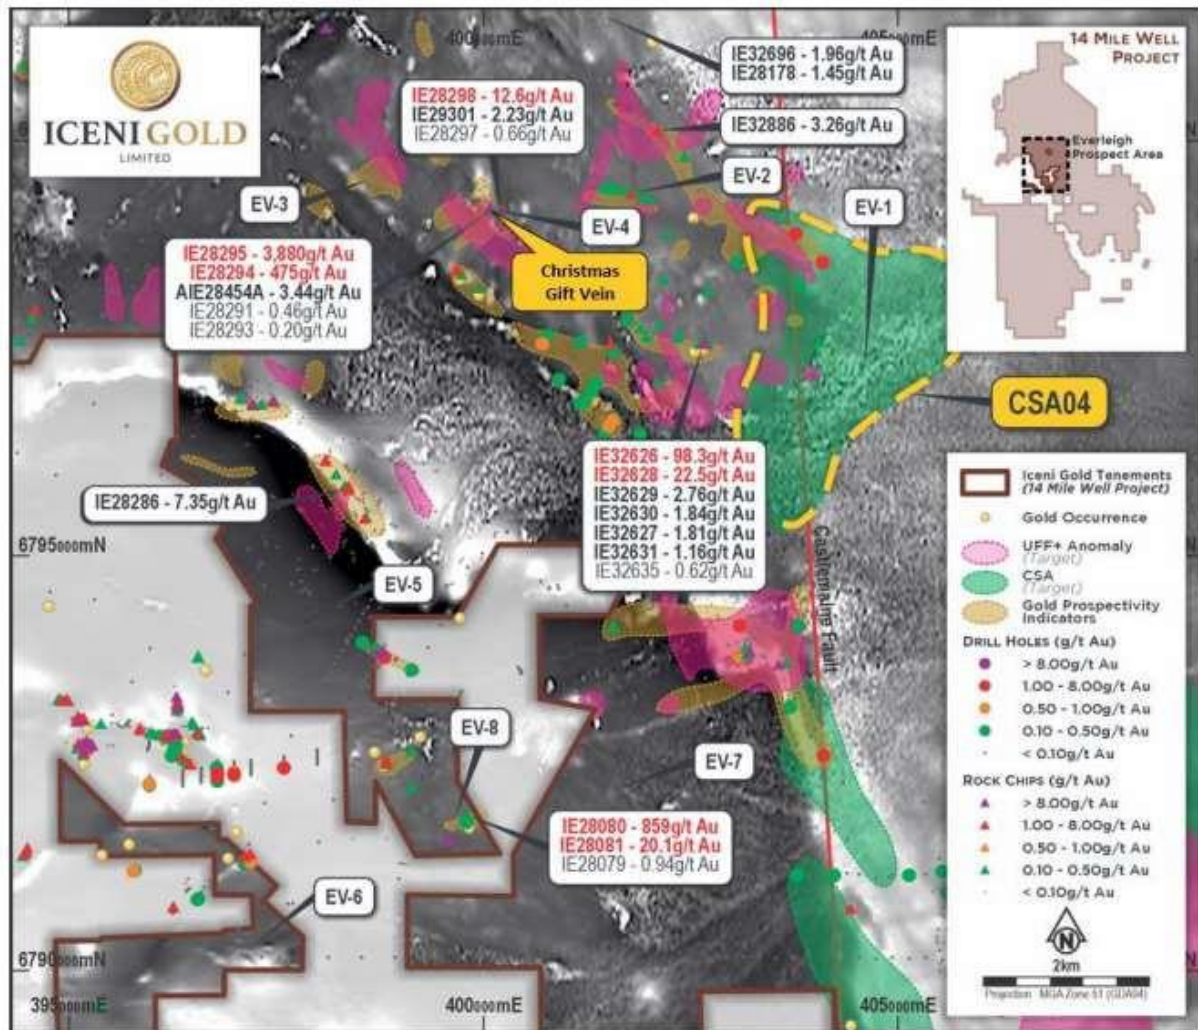 ICENI GOLD
LIMITED
400000mE
405000mE
IE32696 - 1.96g/t Au
IE28178 - 1.45g/t Au
14 MILE WELL
PROJECT
Everleigh
Prospect Area
IE28298 - 12.6g/t Au
IE29301 - 2.23g/t Au
IE28297 - 0.66g/t Au
IE32886 - 3.26g/t Au
EV-3
EV-2
EV-1
EV-4
Christmas
Gift Vein
IE28295 - 3,880g/t Au
IE28294 - 475g/t Au
AIE28454A - 3.44g/t Au
IE28291 - 0.46g/t Au
IE28293 - 0.20g/t Au
CSA04
IE32626 - 98.3g/t Au
IE32628 - 22.5g/t Au
IE32629 - 2.76g/t Au
IE32630 - 1.84g/t Au
IE32627 - 1.81g/t Au
IE32631 - 1.16g/t Au
IE32635 - 0.62g/t Au
IE28286 - 7.35g/t Au
6795000mN
EV-5
Castlemaine Fault
EV-8
EV-7
IE28080 - 859g/t Au
IE28081 - 20.1g/t Au
IE28079 - 0.94g/t Au
EV-6
6790000mN
395000mE
400000mE
405000mE
Iceni Gold Tenements
(14 Mile Well Project)
Gold Occurrence
UFF+ Anomaly
(Target)
CSA
(Target)
Gold Prospectivity
Indicators
DRILL HOLES (g/t Au)
> 8.00g/t Au
1.00 - 8.00g/t Au
0.50 - 1.00g/t Au
0.10 - 0.50g/t Au
< 0.10g/t Au
ROCK CHIPS (g/t Au)
> 8.00g/t Au
1.00 - 8.00g/t Au
0.50 - 1.00g/t Au
0.10 - 0.50g/t Au
< 0.10g/t Au
N
2km
Projection : MGA Zone 51 (GDA94)